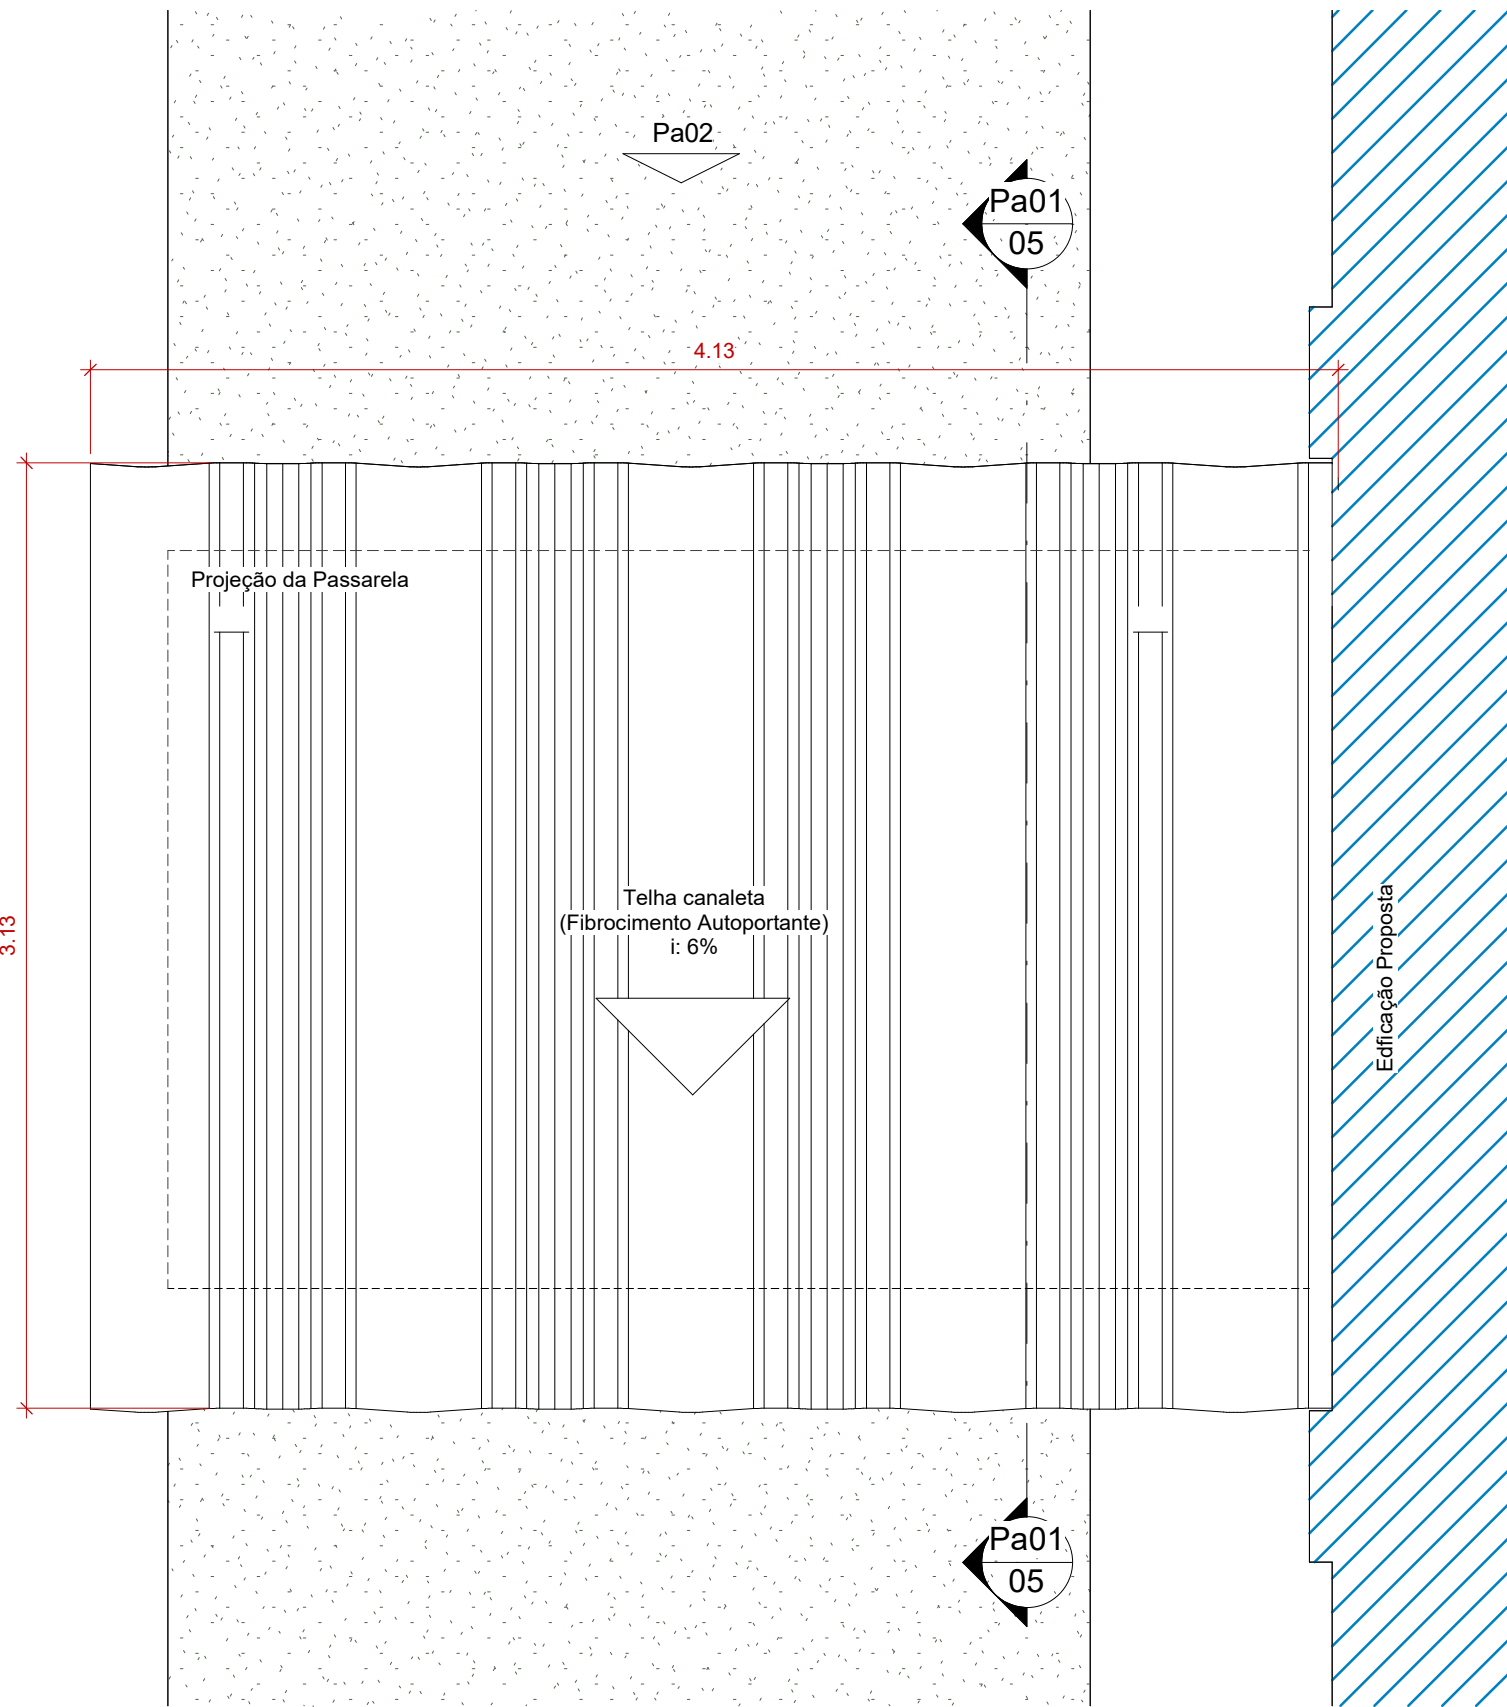 Pa02
Pa01
05
4.13
Projeção da Passarela
3.13
Telha canaleta
(Fibrocimento Autoportante)
i: 6%
Edficação Proposta
Pa01
05